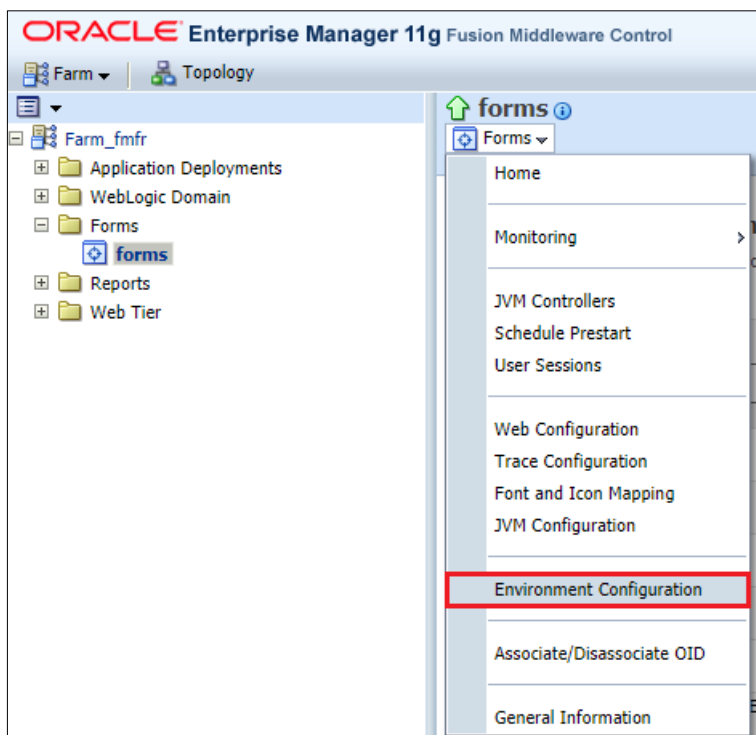 ORACLE Enterprise Manager 11g Fusion Middleware Control
Farm Topology
Farm_fmfr
Application Deployments
WebLogic Domain
Forms
forms
Reports
Web Tier
forms
Forms
Home
Monitoring
JVM Controllers
Schedule Prestart
User Sessions
Web Configuration
Trace Configuration
Font and Icon Mapping
JVM Configuration
Environment Configuration
Associate/Disassociate OID
General Information